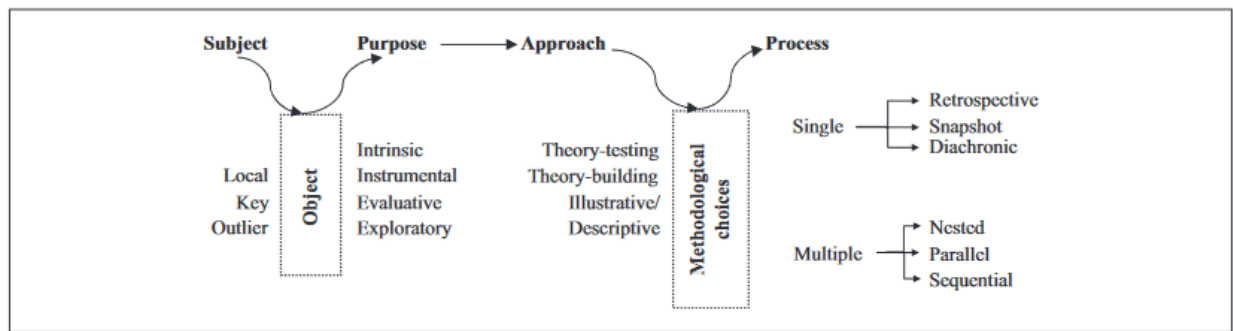 Subject
Purpose
Approach
Process
Local
Key
Outlier
Object
Intrinsic
Instrumental
Evaluative
Exploratory
Theory-testing
Theory-building
Illustrative/
Descriptive
Methodological
choices
Single
Retrospective
Snapshot
Diachronic
Multiple
Nested
Parallel
Sequential